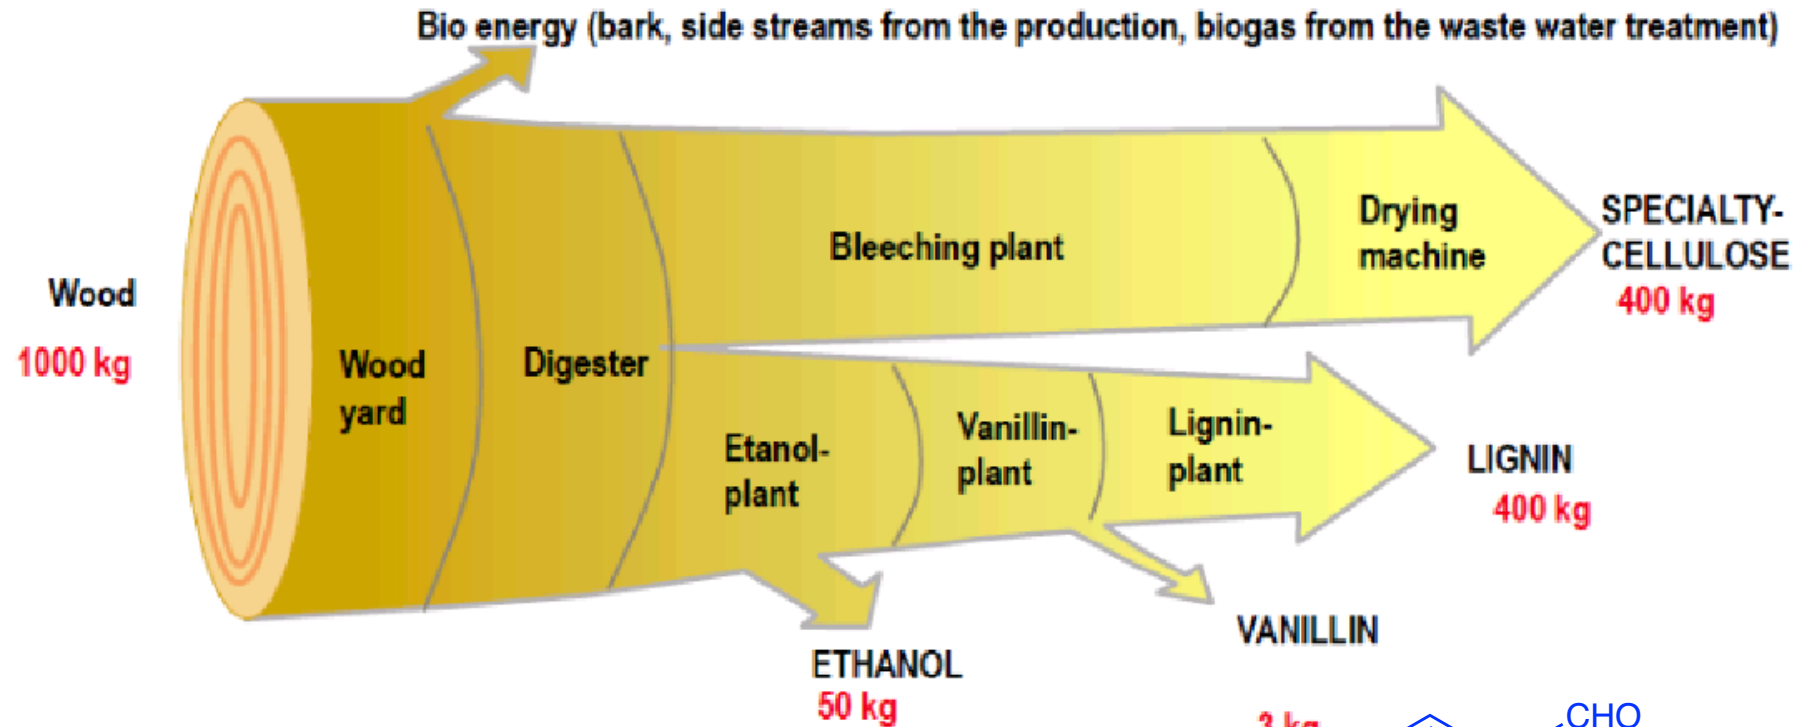 Bio energy (bark, side streams from the production, biogas from the waste water treatment)
Wood
1000 kg
Wood
yard
Digester
Bleeching plant
Drying
machine
SPECIALTY-
CELLULOSE
400 kg
Etanol-
plant
Vanillin-
plant
Lignin-
plant
LIGNIN
400 kg
ETHANOL
50 kg
VANILLIN
3 kg
CHO